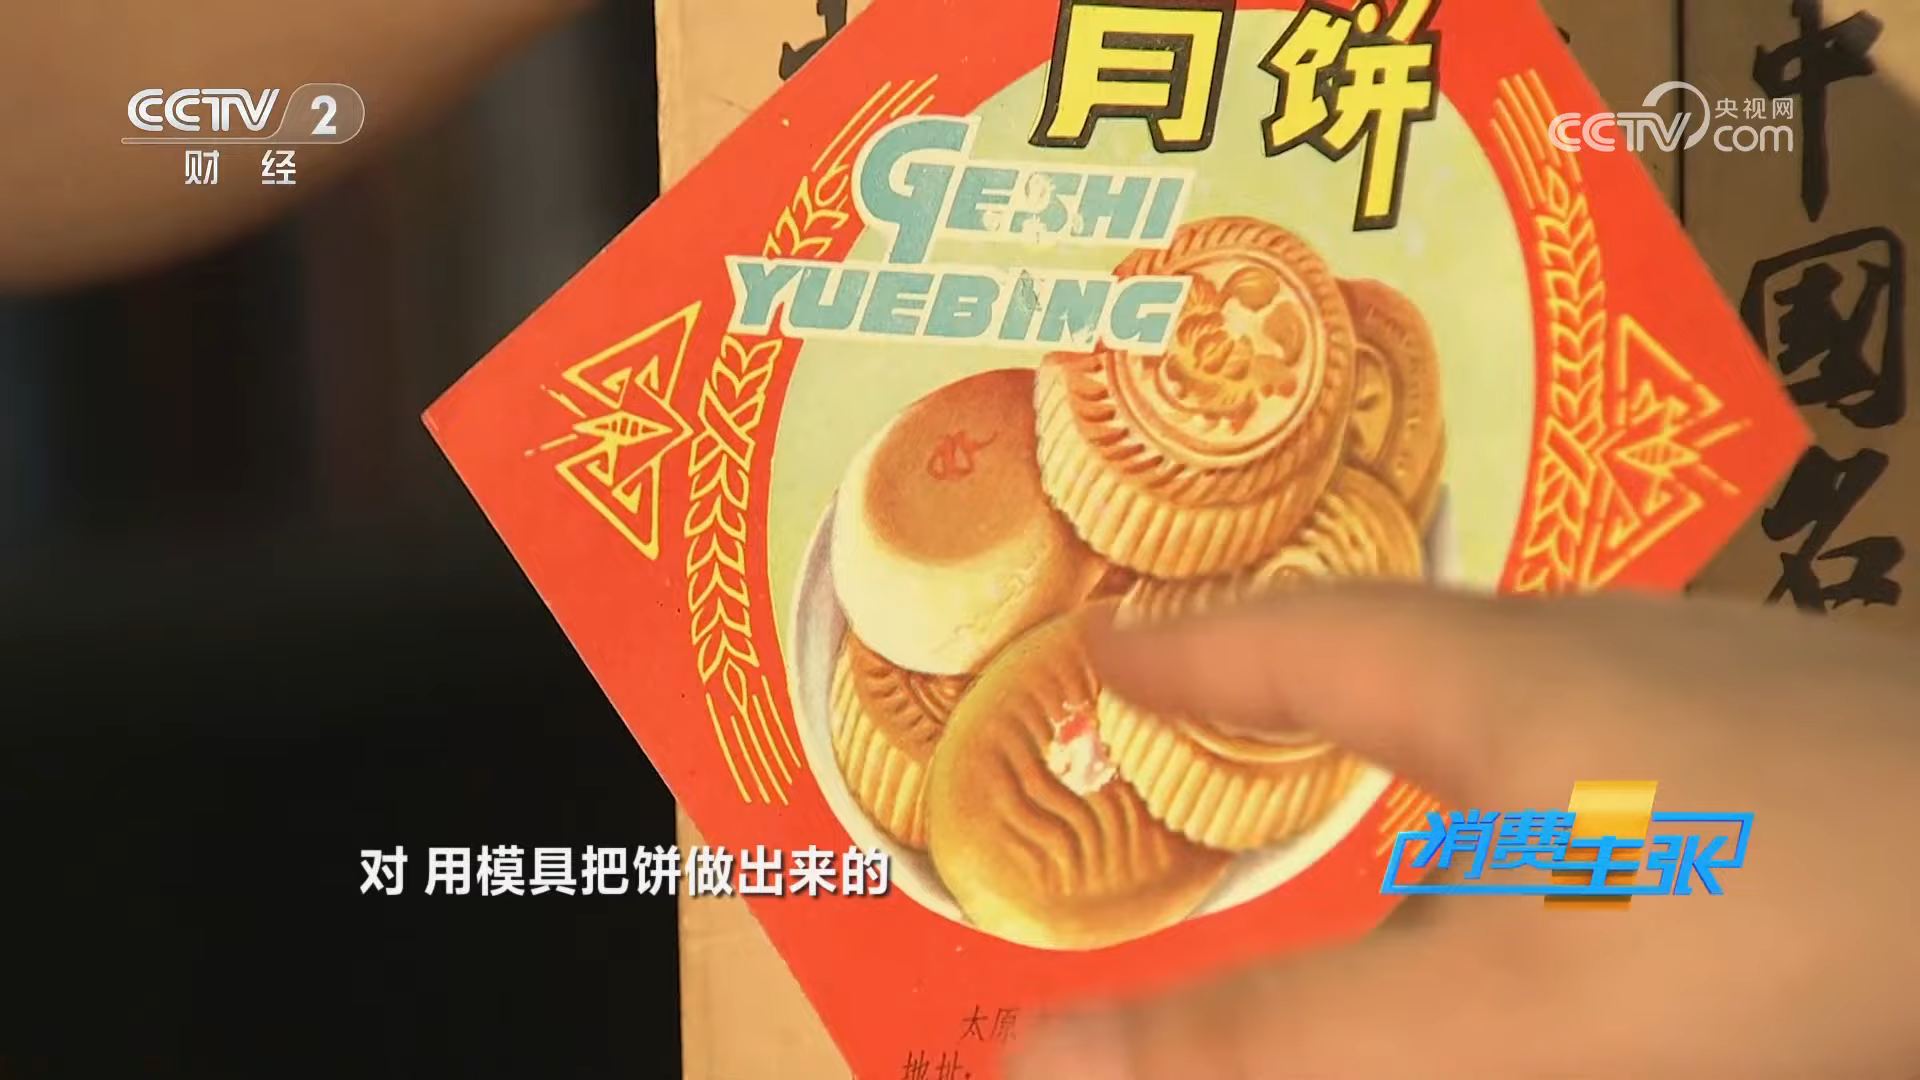 CCTV 2
财经
央视网
CCTV.com
月饼
GESHI
YUEBING
中国名
对 用模具把饼做出来的
消费主张
太原
地址: